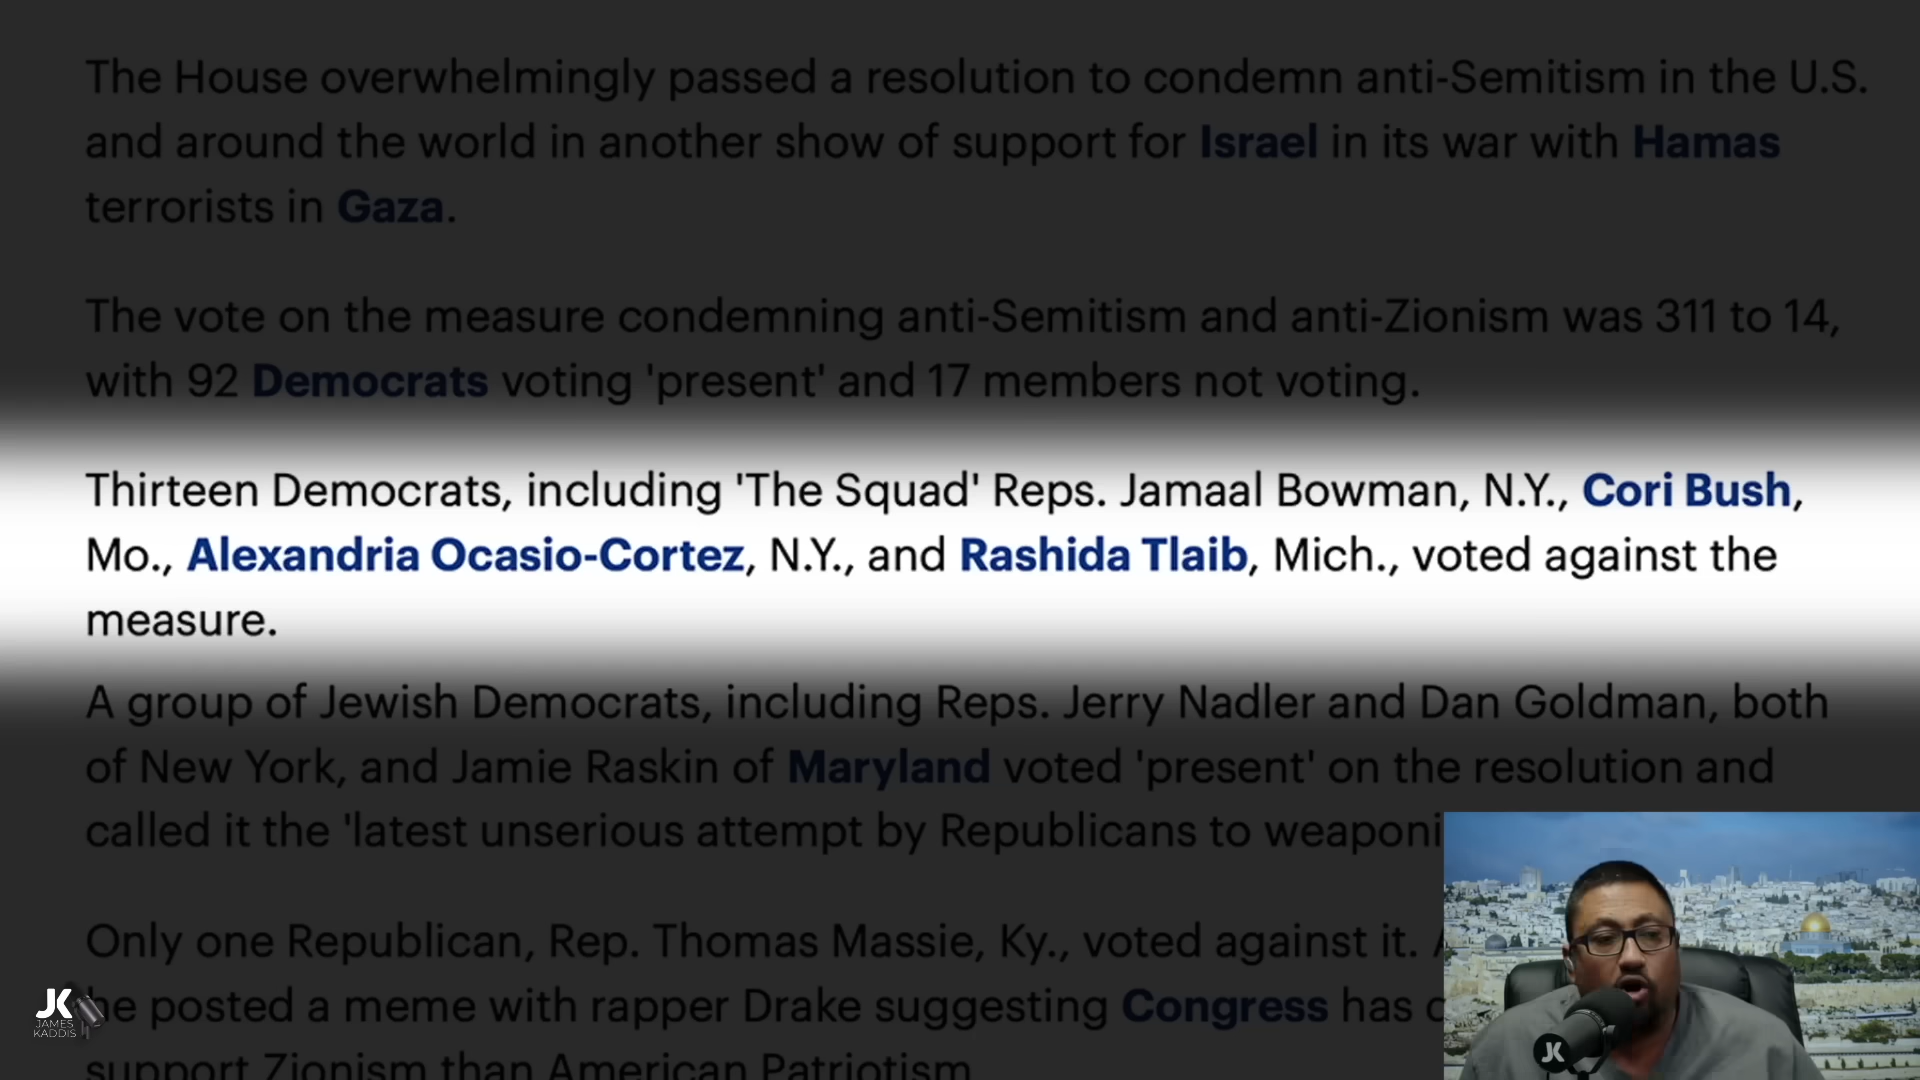 The House overwhelmingly passed a resolution to condemn anti-Semitism in the U.S.
and around the world in another show of support for Israel in its war with Hamas
terrorists in Gaza.
The vote on the measure condemning anti-Semitism and anti-Zionism was 311 to 14,
with 92 Democrats voting 'present' and 17 members not voting.
Thirteen Democrats, including 'The Squad' Reps. Jamaal Bowman, N.Y., Cori Bush,
Mo., Alexandria Ocasio-Cortez, N.Y., and Rashida Tlaib, Mich., voted against the
measure.
A group of Jewish Democrats, including Reps. Jerry Nadler and Dan Goldman, both
of New York, and Jamie Raskin of Maryland voted 'present' on the resolution and
called it the 'latest unserious attempt by Republicans to weaponi
Only one Republican, Rep. Thomas Massie, Ky., voted against it.
he posted a meme with rapper Drake suggesting Congress has
support Zionism than American Patriotism
JK
JAMES
KADDIS
JK